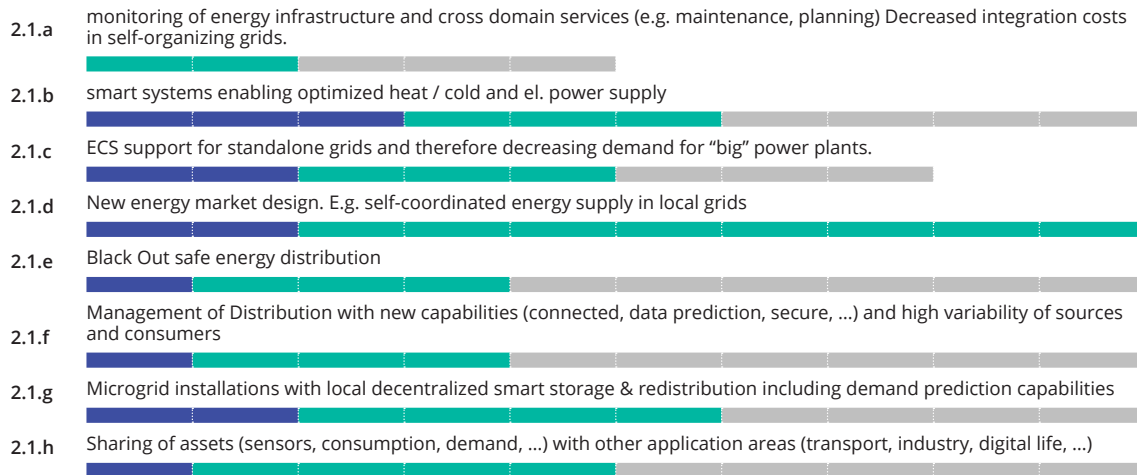 monitoring of energy infrastructure and cross domain services (e.g. maintenance, planning) Decreased integration costs
2.1.a
in self-organizing grids.
2.1.b smart systems enabling optimized heat / cold and el. power supply
2.1.c ECS support for standalone grids and therefore decreasing demand for “big” power plants.
2.1.d New energy market design. E.g. self-coordinated energy supply in local grids
2.1.e Black Out safe energy distribution
Management of Distribution with new capabilities (connected, data prediction, secure, ...) and high variability of sources
2.1.f and consumers
2.1.g Microgrid installations with local decentralized smart storage & redistribution including demand prediction capabilities
2.1.h Sharing of assets (sensors, consumption, demand, ...) with other application areas (transport, industry, digital life, ...)